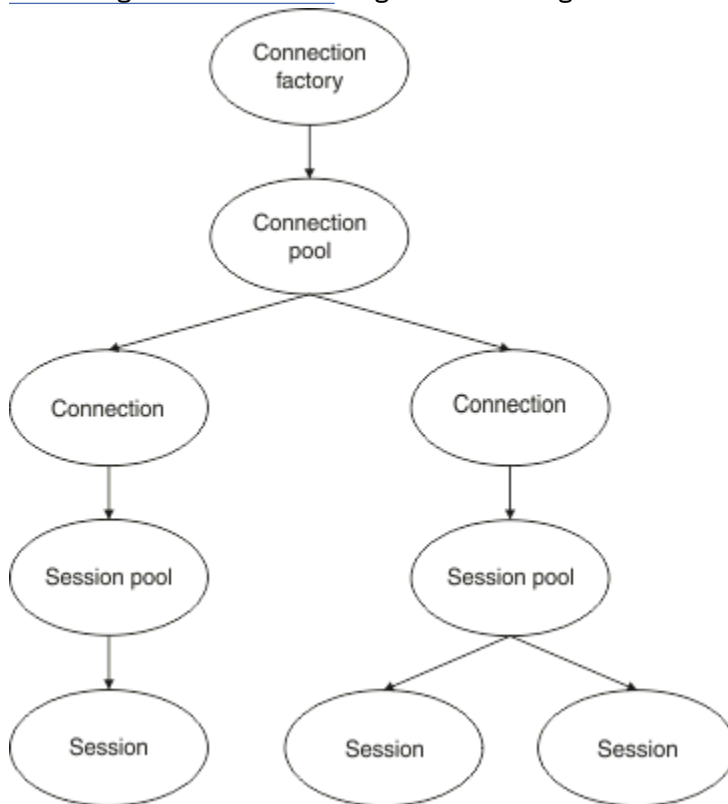 Connection
factory
Connection
pool
Connection
Connection
Session pool
Session pool
Session
Session
Session